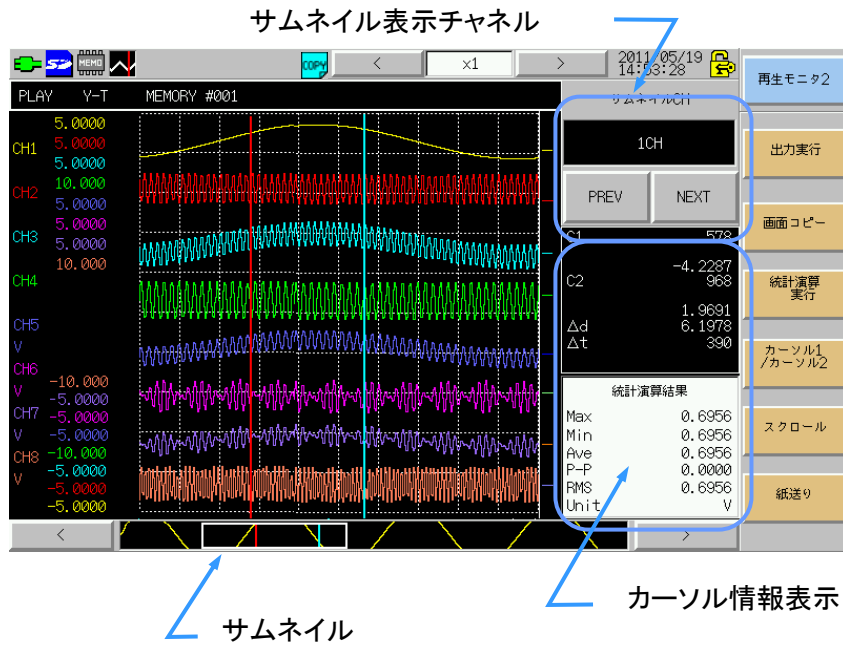 サムネイル表示チャネル
SD MEMO COPY < ×1 > 2011/05/19 14:53:28
再生モニタ2
PLAY Y-T MEMORY #001
サムネイルCH
5.0000
CH1 5.0000
5.0000
1CH
出力実行
10.000
CH2
5.0000
PREV NEXT
5.0000
CH3 5.0000
10.000
画面コピー
C1 578
-4.2287
CH4
C2 968
統計演算
実行
1.9691
CH5
Δd 6.1978
V
Δt 390
カーソル1
/カーソル2
CH6
-10.000
V -5.0000
統計演算結果
CH7 -5.0000
Max 0.6956
スクロール
V -5.0000
Min 0.6956
CH8 -10.000
Ave 0.6956
-5.0000
P-P 0.0000
V -5.0000
RMS 0.6956
紙送り
-5.0000
Unit V
< >
カーソル情報表示
サムネイル